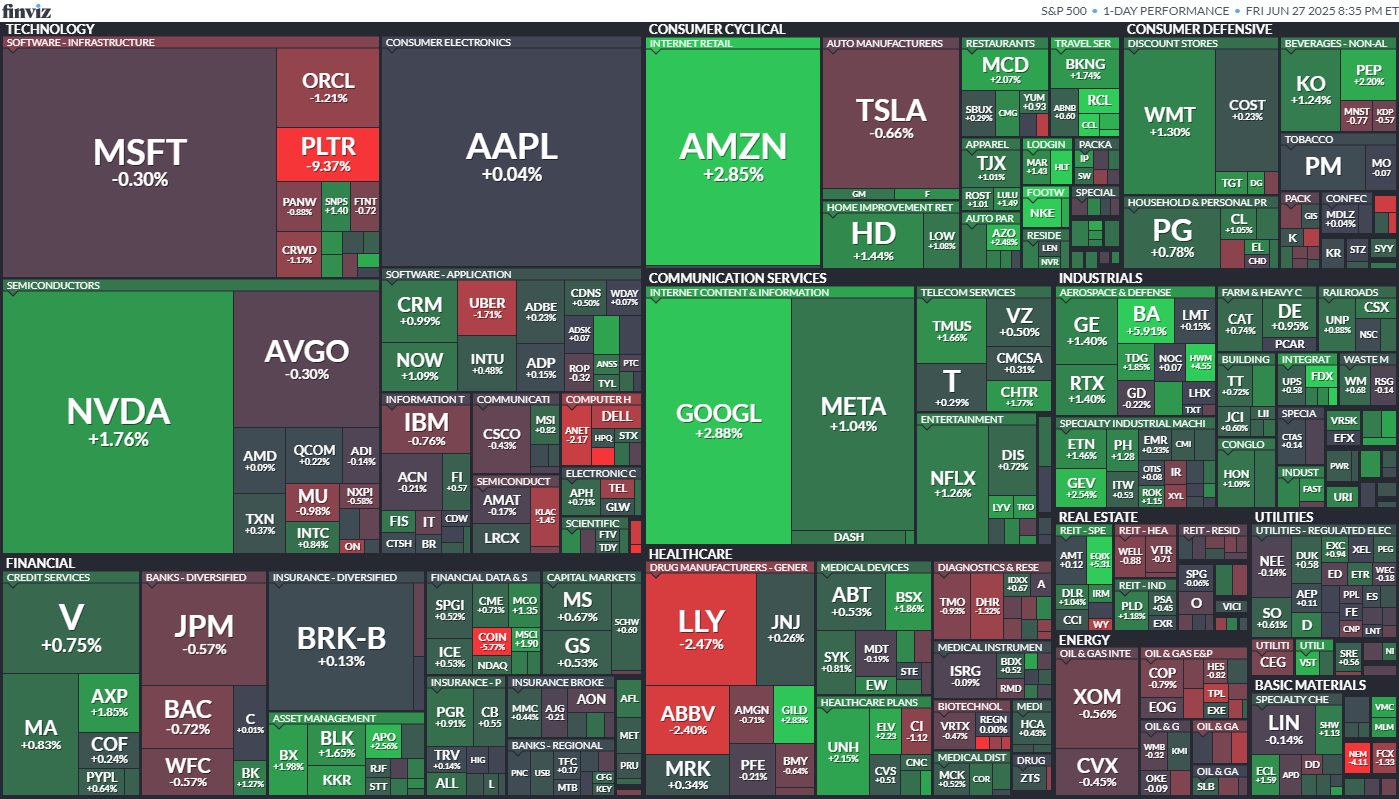 finviz
S&P 500 • 1-DAY PERFORMANCE • FRI JUN 27 2025 8:35 PM ET
TECHNOLOGY
SOFTWARE - INFRASTRUCTURE
MSFT
-0.30%
ORCL
-1.21%
PLTR
-9.37%
PANW
-0.88%
SNPS
+1.40
FTNT
-0.72
CRWD
-1.17%
CONSUMER ELECTRONICS
AAPL
+0.04%
SEMICONDUCTORS
NVDA
+1.76%
AVGO
-0.30%
AMD
+0.09%
QCOM
+0.22%
ADI
-0.14%
TXN
+0.37%
MU
-0.98%
NXPI
-0.58%
INTC
+0.84%
ON
SOFTWARE - APPLICATION
CRM
+0.99%
UBER
-1.71%
ADBE
+0.23%
CDNS
+0.50%
WDAY
+0.07%
NOW
+1.09%
INTU
+0.48%
ADP
+0.15%
ADSK
+0.07
ROP
-0.32
ANSS
PTC
TYL
INFORMATION T
IBM
-0.76%
ACN
-0.21%
FI
+0.57
FIS
IT
CDW
CTSH
BR
COMMUNICATI
CSCO
-0.43%
MSI
+0.82
SEMICONDUCT
AMAT
-0.17%
KLAC
-1.45
LRCX
COMPUTER H
ANET
-2.17
DELL
HPQ
STX
ELECTRONIC C
APH
+0.71%
TEL
GLW
SCIENTIFIC
FTV
TDY
CONSUMER CYCLICAL
INTERNET RETAIL
AMZN
+2.85%
AUTO MANUFACTURERS
TSLA
-0.66%
GM
F
HOME IMPROVEMENT RET
HD
+1.44%
LOW
+1.08%
RESTAURANTS
MCD
+2.07%
SBUX
+0.29%
CMG
YUM
+0.93
TRAVEL SER
BKNG
+1.74%
ABNB
+0.60
RCL
CCL
APPAREL
TJX
+1.01%
ROST
+1.01
LULU
+1.49
LODGIN
MAR
+1.43
HLT
PACKA
IP
SW
FOOTW
NKE
SPECIAL
AUTO PAR
AZO
+2.48%
RESIDE
LEN
NVR
CONSUMER DEFENSIVE
DISCOUNT STORES
WMT
+1.30%
COST
+0.23%
TGT
DG
BEVERAGES - NON-AL
KO
+1.24%
PEP
+2.20%
MNST
-0.77
KDP
-0.57
TOBACCO
PM
MO
-0.07
HOUSEHOLD & PERSONAL PR
PG
+0.78%
CL
+1.05%
EL
CHD
PACK
GIS
K
CONFEC
MDLZ
+0.04%
KR
STZ
SYY
COMMUNICATION SERVICES
INTERNET CONTENT & INFORMATION
GOOGL
+2.88%
META
+1.04%
DASH
TELECOM SERVICES
TMUS
+1.66%
VZ
+0.50%
T
+0.29%
CMCSA
+0.31%
CHTR
+1.77%
ENTERTAINMENT
NFLX
+1.26%
DIS
+0.72%
LYV
TKO
INDUSTRIALS
AEROSPACE & DEFENSE
GE
+1.40%
BA
+5.91%
LMT
+0.15%
RTX
+1.40%
TDG
+1.85%
NOC
+0.07
HWM
+4.55
GD
-0.22%
LHX
TXT
SPECIALTY INDUSTRIAL MACHI
ETN
+1.46%
PH
+1.28
EMR
+0.33%
CMI
GEV
+2.54%
ITW
+0.53
OTIS
+0.08
IR
ROK
+1.15
XYL
FARM & HEAVY C
CAT
+0.74%
DE
+0.95%
PCAR
RAILROADS
UNP
+0.88%
CSX
NSC
BUILDING
TT
+0.72%
JCI
+0.60%
LII
INTEGRAT
UPS
+0.58
FDX
WASTE M
WM
+0.68
RSG
-0.14
CONGLO
HON
+1.09%
SPECIA
CTAS
+0.14
VRSK
EFX
INDUST
FAST
PWR
URI
REAL ESTATE
REIT - SPE
AMT
+0.12
EQIX
+5.31
DLR
+1.04%
IRM
CCI
WY
REIT - HEA
WELL
-0.88
VTR
-0.71
REIT - RESID
REIT - IND
PLD
+1.18%
PSA
+0.45
EXR
SPG
-0.06%
O
VICI
UTILITIES
UTILITIES - REGULATED ELEC
NEE
-0.14%
DUK
+0.58
EXC
+0.94
XEL
PEG
SO
+0.61%
AEP
+0.11
ED
ETR
WEC
-0.18
D
PPL
ES
FE
CNP
LNT
UTILITI
CEG
UTILI
VST
SRE
+0.56
NI
FINANCIAL
CREDIT SERVICES
V
+0.75%
MA
+0.83%
AXP
+1.85%
COF
+0.24%
PYPL
+0.64%
BANKS - DIVERSIFIED
JPM
-0.57%
BAC
-0.72%
C
+0.01%
WFC
-0.57%
BK
+1.27%
INSURANCE - DIVERSIFIED
BRK-B
+0.13%
ASSET MANAGEMENT
BX
+1.98%
BLK
+1.65%
KKR
APO
+2.56%
RJF
STT
FINANCIAL DATA & S
SPGI
+0.52%
CME
+0.71%
MCO
+1.35
ICE
+0.53%
COIN
-5.77%
MSCI
+1.90
NDAQ
CAPITAL MARKETS
MS
+0.67%
GS
+0.53%
SCHW
+0.60
INSURANCE - P
PGR
+0.91%
CB
+0.55
TRV
+0.14%
HIG
ALL
L
INSURANCE BROKE
MMC
+0.44%
AJG
-0.21
AON
AFL
MET
PRU
BANKS - REGIONAL
PNC
USB
TFC
+0.17
MTB
CFG
KEY
HEALTHCARE
DRUG MANUFACTURERS - GENER
LLY
-2.47%
JNJ
+0.26%
ABBV
-2.40%
AMGN
-0.71%
GILD
+2.83%
MRK
+0.34%
PFE
-0.21%
BMY
-0.64%
MEDICAL DEVICES
ABT
+0.53%
BSX
+1.86%
SYK
+0.81%
MDT
-0.19%
STE
EW
HEALTHCARE PLANS
UNH
+2.15%
ELV
+2.23
CI
-1.12
CVS
+0.51
CNC
DIAGNOSTICS & RESE
TMO
-0.93%
DHR
-1.32%
IDXX
+0.67
A
MEDICAL INSTRUMEN
ISRG
-0.09%
BDX
+0.52
RMD
BIOTECHNOL
VRTX
-0.47%
REGN
0.00%
MEDI
HCA
+0.43%
MEDICAL DIST
MCK
+0.52%
COR
DRUG
ZTS
ENERGY
OIL & GAS INTE
XOM
-0.56%
CVX
-0.45%
OIL & GAS E&P
COP
-0.79%
HES
-0.82
TPL
EOG
EXE
OIL & G
WMB
-0.32
KMI
OKE
-0.09
OIL & GA
OIL & GA
SLB
BASIC MATERIALS
SPECIALTY CHE
LIN
-0.14%
SHW
+1.13
ECL
+1.59
APD
DD
VMC
MLM
NEM
-4.11
FCX
-1.33